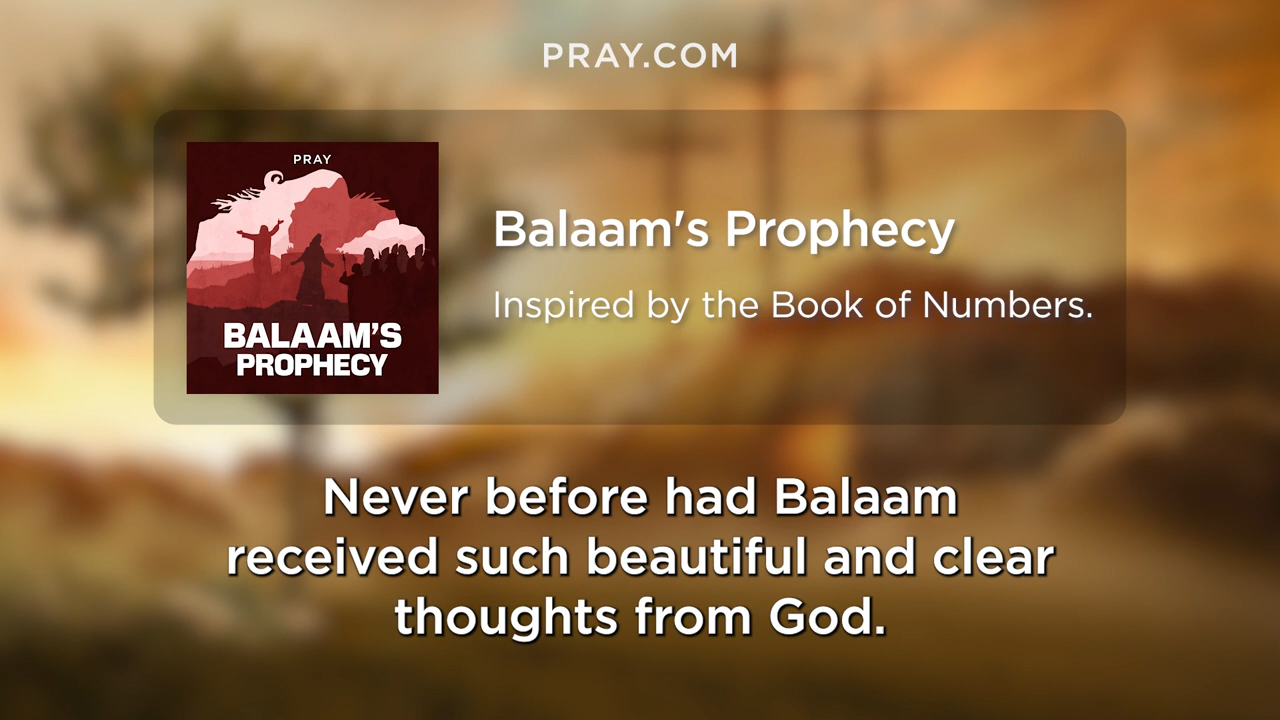 PRAY.COM
PRAY
BALAAM'S
PROPHECY
Balaam's Prophecy
Inspired by the Book of Numbers.
Never before had Balaam
received such beautiful and clear
thoughts from God.